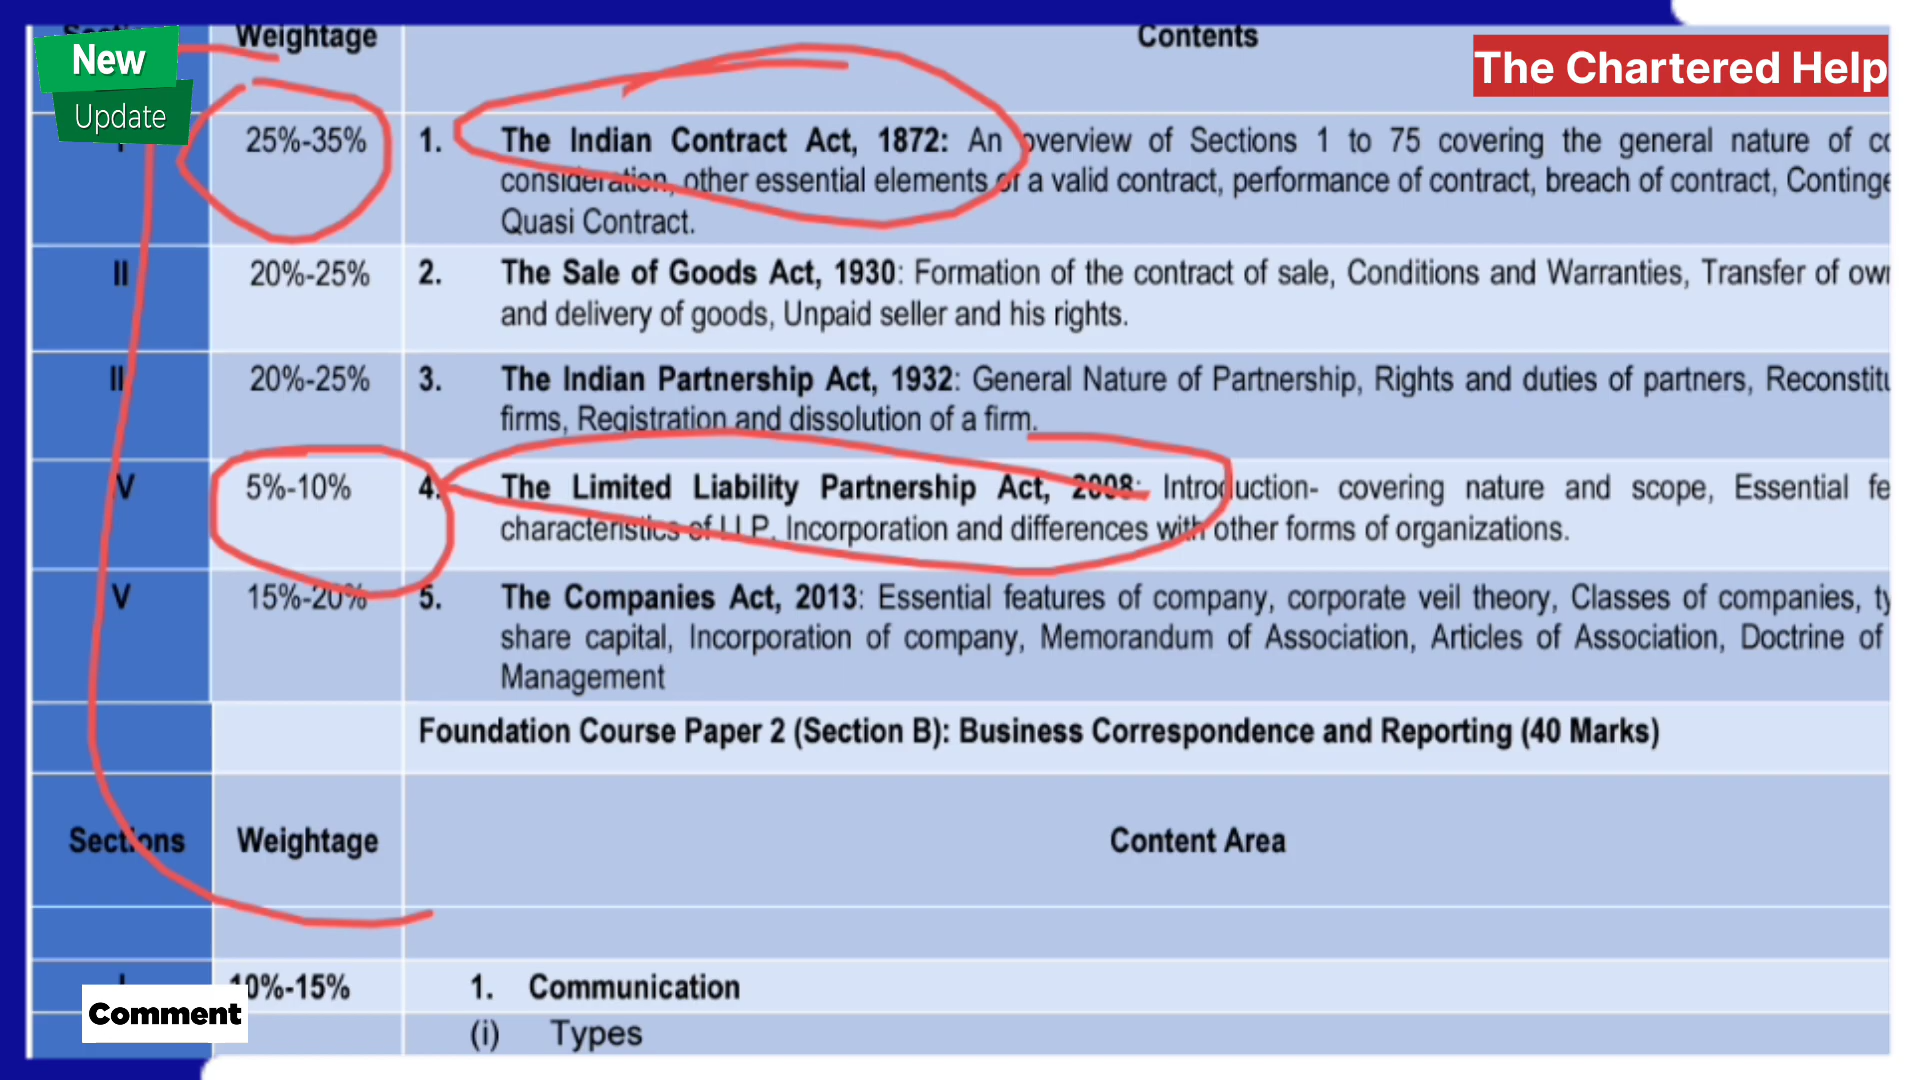 New
Update
Weightage Contents
The Chartered Help
25%-35% 1. The Indian Contract Act, 1872: An overview of Sections 1 to 75 covering the general nature of
consideration, other essential elements of a valid contract, performance of contract, breach of contract,
Quasi Contract.
II 20%-25% 2. The Sale of Goods Act, 1930: Formation of the contract of sale, Conditions and Warranties, Transfer of
and delivery of goods, Unpaid seller and his rights.
II 20%-25% 3. The Indian Partnership Act, 1932: General Nature of Partnership, Rights and duties of partners,
firms, Registration and dissolution of a firm.
V 5%-10% 4. The Limited Liability Partnership Act, 2008: Introduction- covering nature and scope, Essential
characteristics of LLP, Incorporation and differences with other forms of organizations.
V 15%-20% 5. The Companies Act, 2013: Essential features of company, corporate veil theory, Classes of companies,
share capital, Incorporation of company, Memorandum of Association, Articles of Association, Doctrine of
Management
Foundation Course Paper 2 (Section B): Business Correspondence and Reporting (40 Marks)
Sections Weightage Content Area
10%-15% 1. Communication
Comment
(i) Types